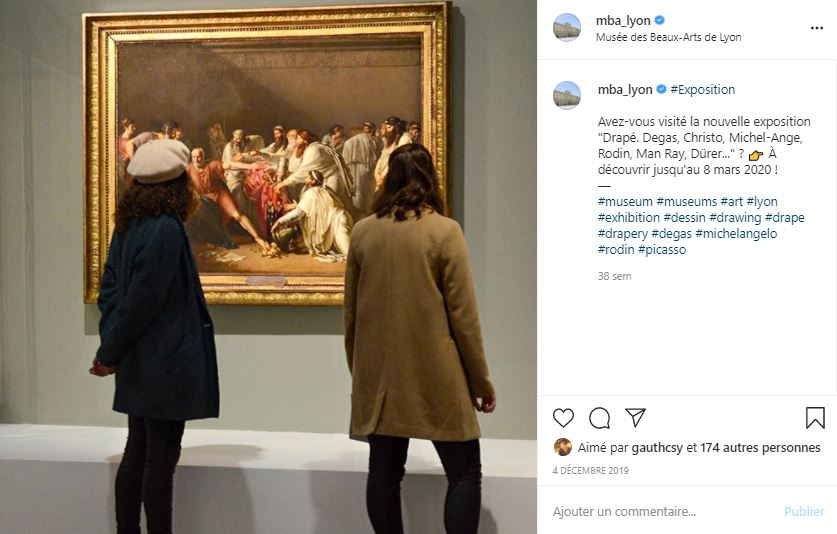 mba_lyon
Musée des Beaux-Arts de Lyon
mba_lyon #Exposition
Avez-vous visité la nouvelle exposition
"Drapé. Degas, Christo, Michel-Ange,
Rodin, Man Ray, Dürer..." ? 👉 À
découvrir jusqu'au 8 mars 2020 !
—
#museum #museums #art #lyon
#exhibition #dessin #drawing #drape
#drapery #degas #michelangelo
#rodin #picasso
38 sem
Aimé par gauthcsy et 174 autres personnes
4 DÉCEMBRE 2019
Ajouter un commentaire... Publier